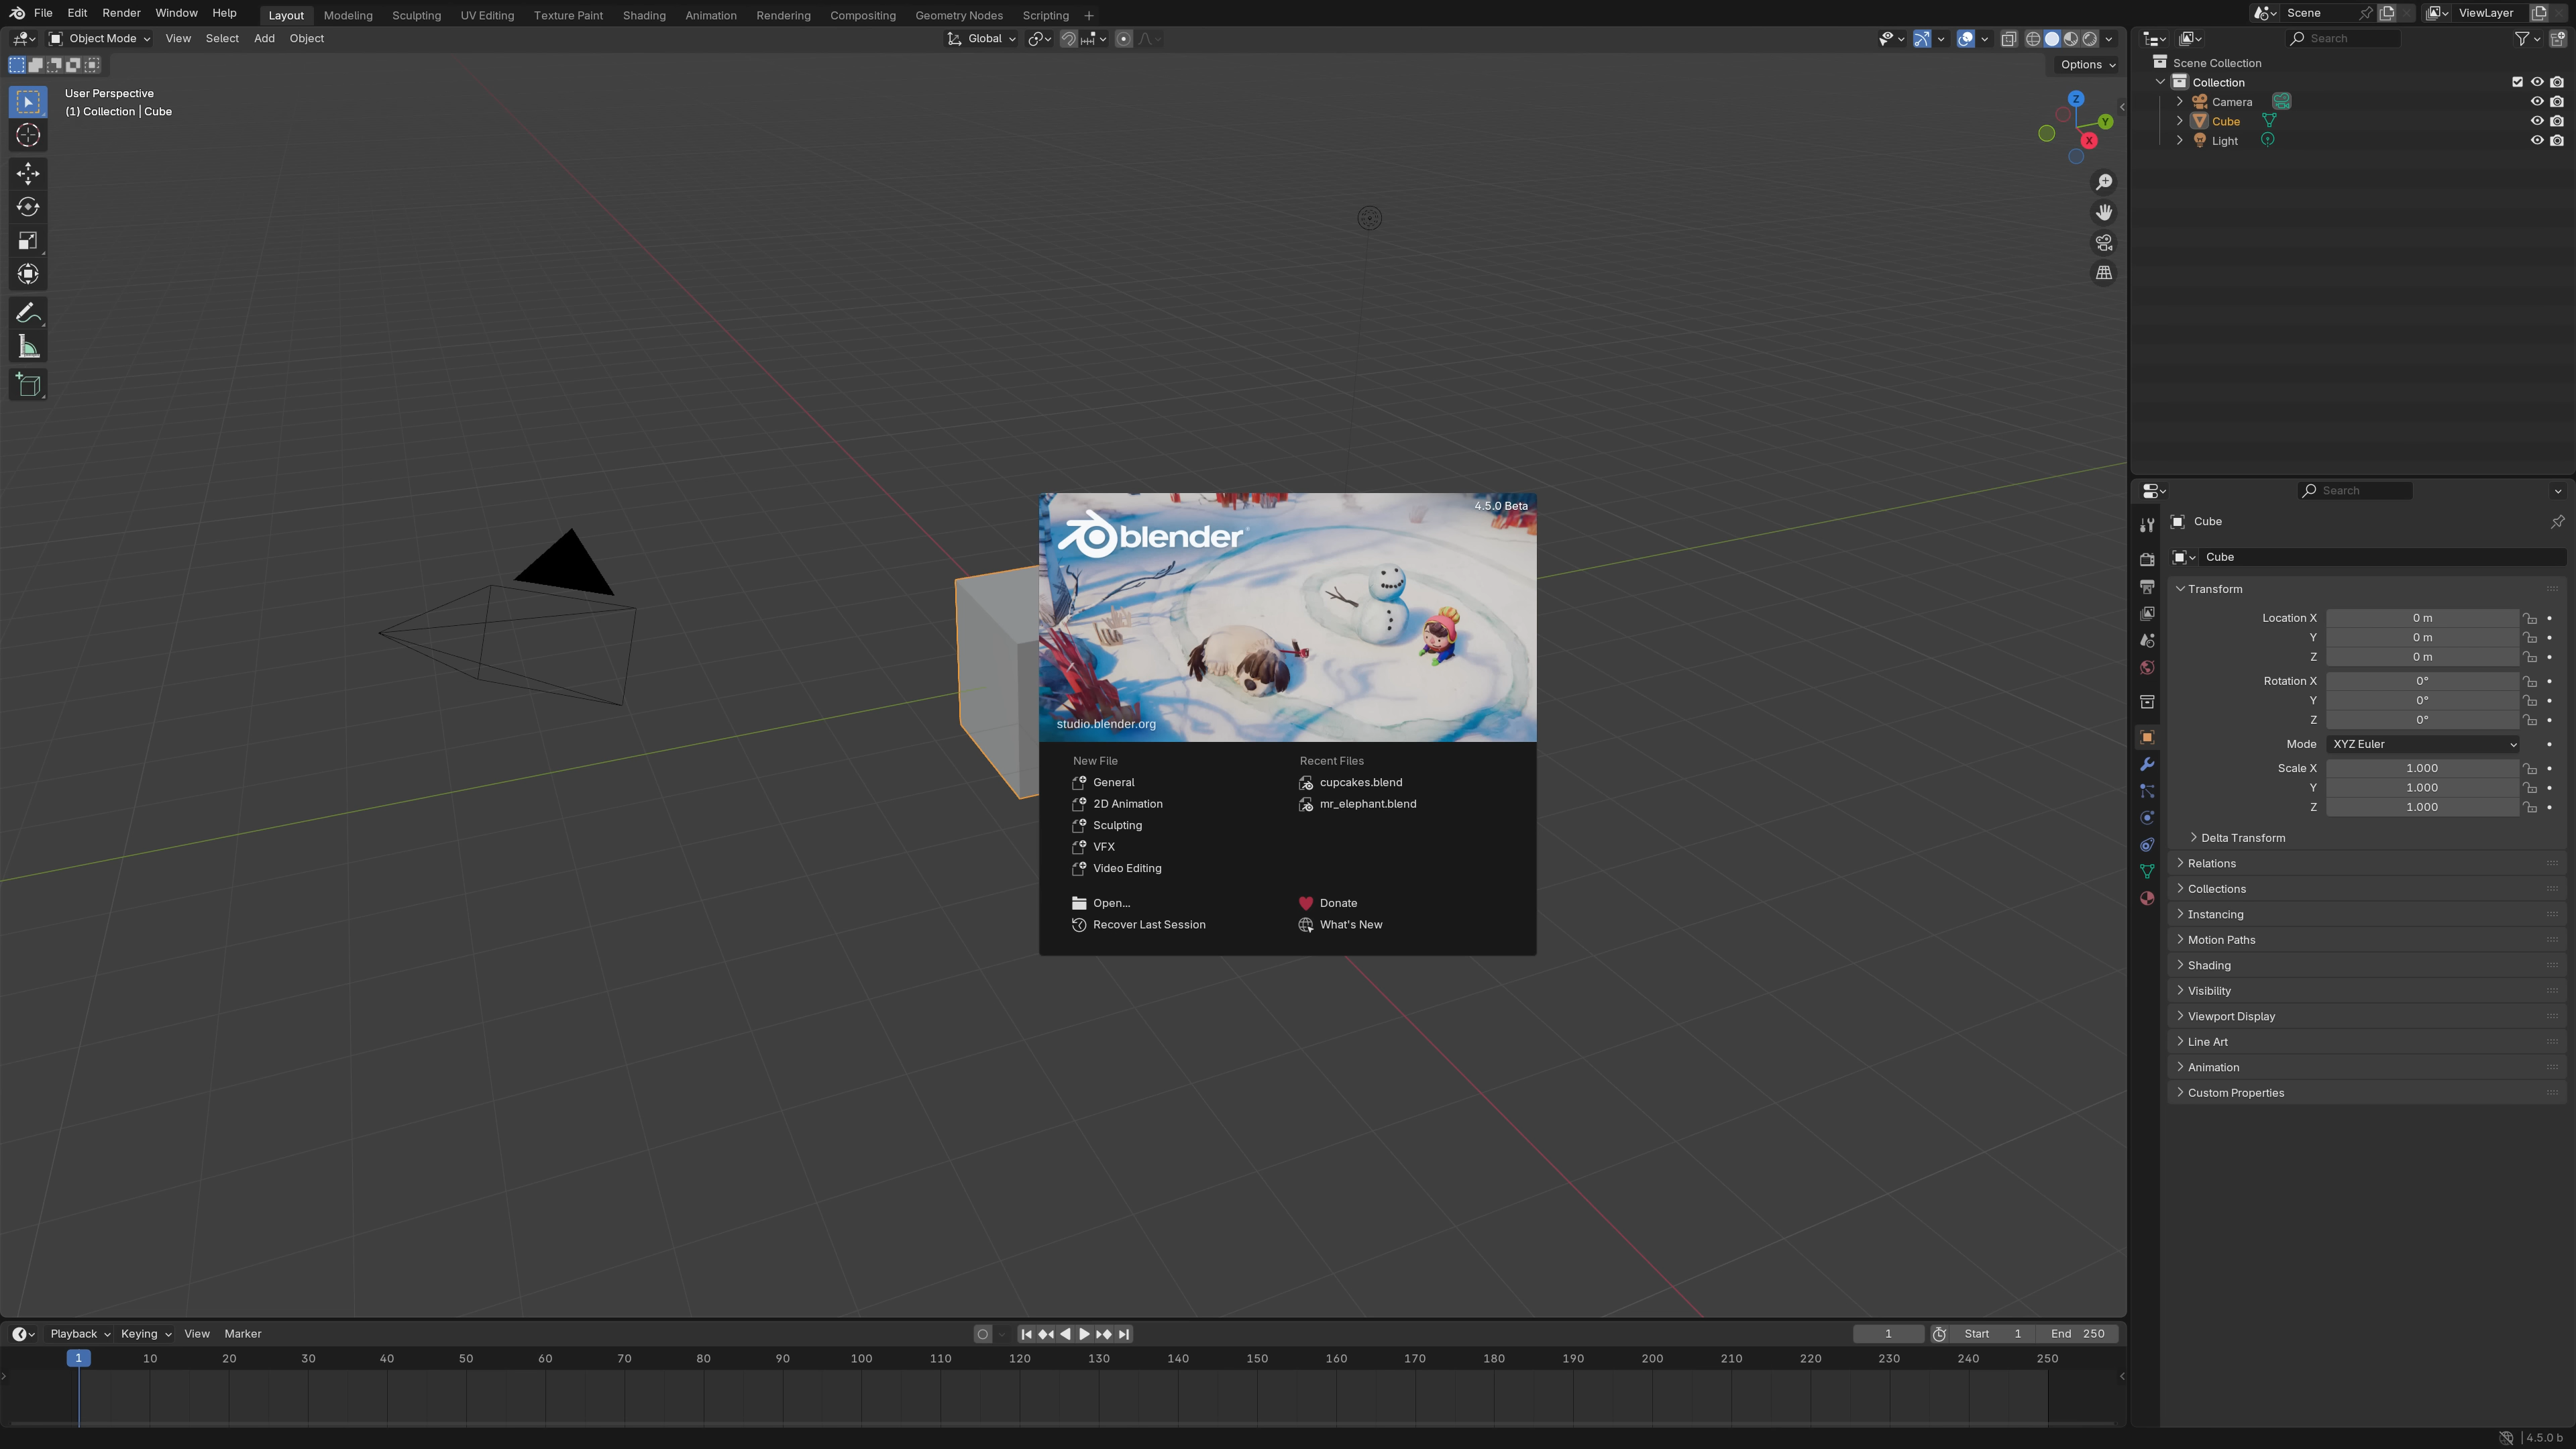 File Edit Render Window Help Layout Modeling Sculpting UV Editing Texture Paint Shading Animation Rendering Compositing Geometry Nodes Scripting + Scene ViewLayer
Object Mode View Select Add Object Global Search
Options
User Perspective
(1) Collection | Cube
Z
Y
X
Scene Collection
Collection
Camera
Cube
Light
Search
Cube
Cube
Transform
Location X 0 m
Y 0 m
Z 0 m
Rotation X 0°
Y 0°
Z 0°
Mode XYZ Euler
Scale X 1.000
Y 1.000
Z 1.000
Delta Transform
Relations
Collections
Instancing
Motion Paths
Shading
Visibility
Viewport Display
Line Art
Animation
Custom Properties
4.5.0 Beta
blender
studio.blender.org
New File
General
2D Animation
Sculpting
VFX
Video Editing
Recent Files
cupcakes.blend
mr_elephant.blend
Open...
Recover Last Session
Donate
What's New
Playback Keying View Marker 1 Start 1 End 250
1 10 20 30 40 50 60 70 80 90 100 110 120 130 140 150 160 170 180 190 200 210 220 230 240 250
4.5.0 b